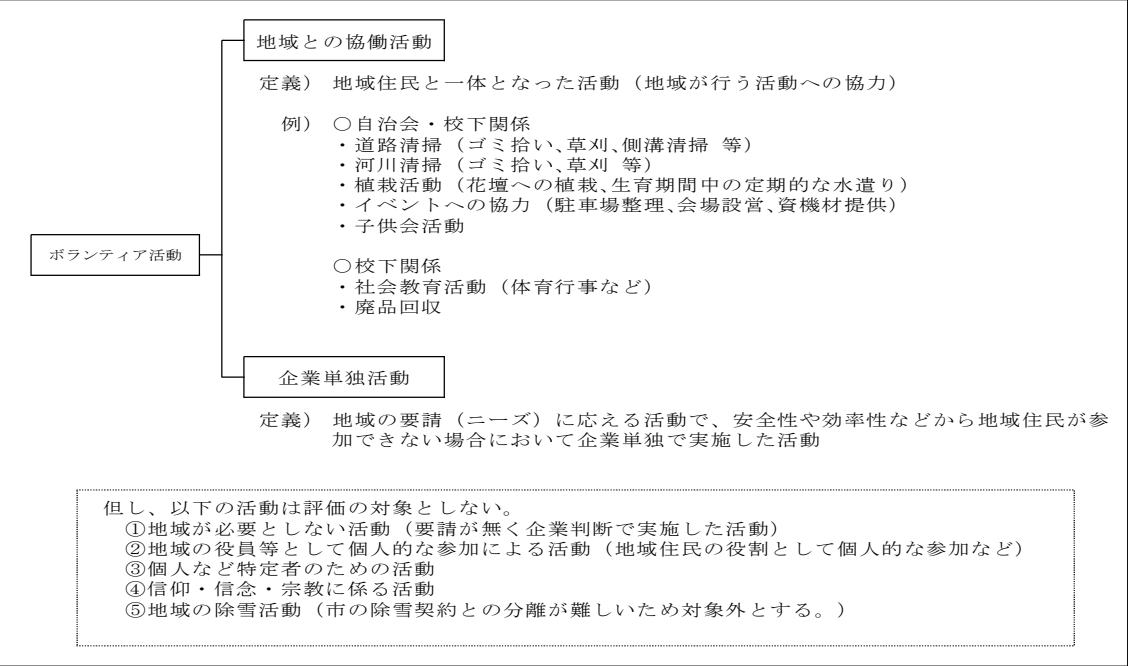 地域との協働活動
定義） 地域住民と一体となった活動（地域が行う活動への協力）
例） ○自治会・校下関係
・道路清掃（ゴミ拾い､草刈､側溝清掃 等）
・河川清掃（ゴミ拾い､草刈 等）
・植栽活動（花壇への植栽､生育期間中の定期的な水遣り）
・イベントへの協力（駐車場整理､会場設営､資機材提供）
・子供会活動
ボランティア活動
○校下関係
・社会教育活動（体育行事など）
・廃品回収
企業単独活動
定義） 地域の要請（ニーズ）に応える活動で、安全性や効率性などから地域住民が参
加できない場合において企業単独で実施した活動
但し、以下の活動は評価の対象としない。
①地域が必要としない活動（要請が無く企業判断で実施した活動）
②地域の役員等として個人的な参加による活動（地域住民の役割として個人的な参加など）
③個人など特定者のための活動
④信仰・信念・宗教に係る活動
⑤地域の除雪活動（市の除雪契約との分離が難しいため対象外とする。）